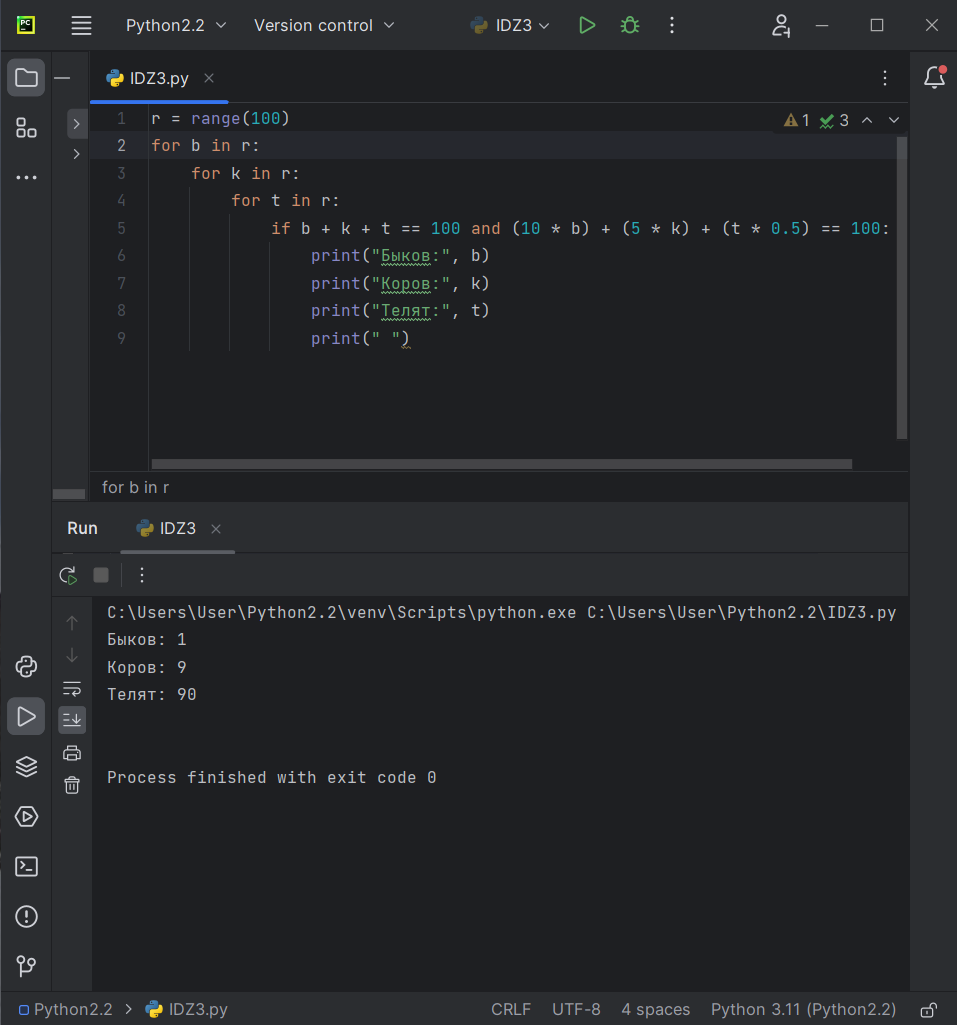 PC
Python2.2 Version control IDZ3
IDZ3.py
1 r = range(100)
1 3
2 for b in r:
3 for k in r:
4 for t in r:
5 if b + k + t == 100 and (10 * b) + (5 * k) + (t * 0.5) == 100:
6 print("Быков:", b)
7 print("Коров:", k)
8 print("Телят:", t)
9 print(" ")
for b in r
Run IDZ3
C:\Users\User\Python2.2\venv\Scripts\python.exe C:\Users\User\Python2.2\IDZ3.py
Быков: 1
Коров: 9
Телят: 90
Process finished with exit code 0
Python2.2 > IDZ3.py CRLF UTF-8 4 spaces Python 3.11 (Python2.2)